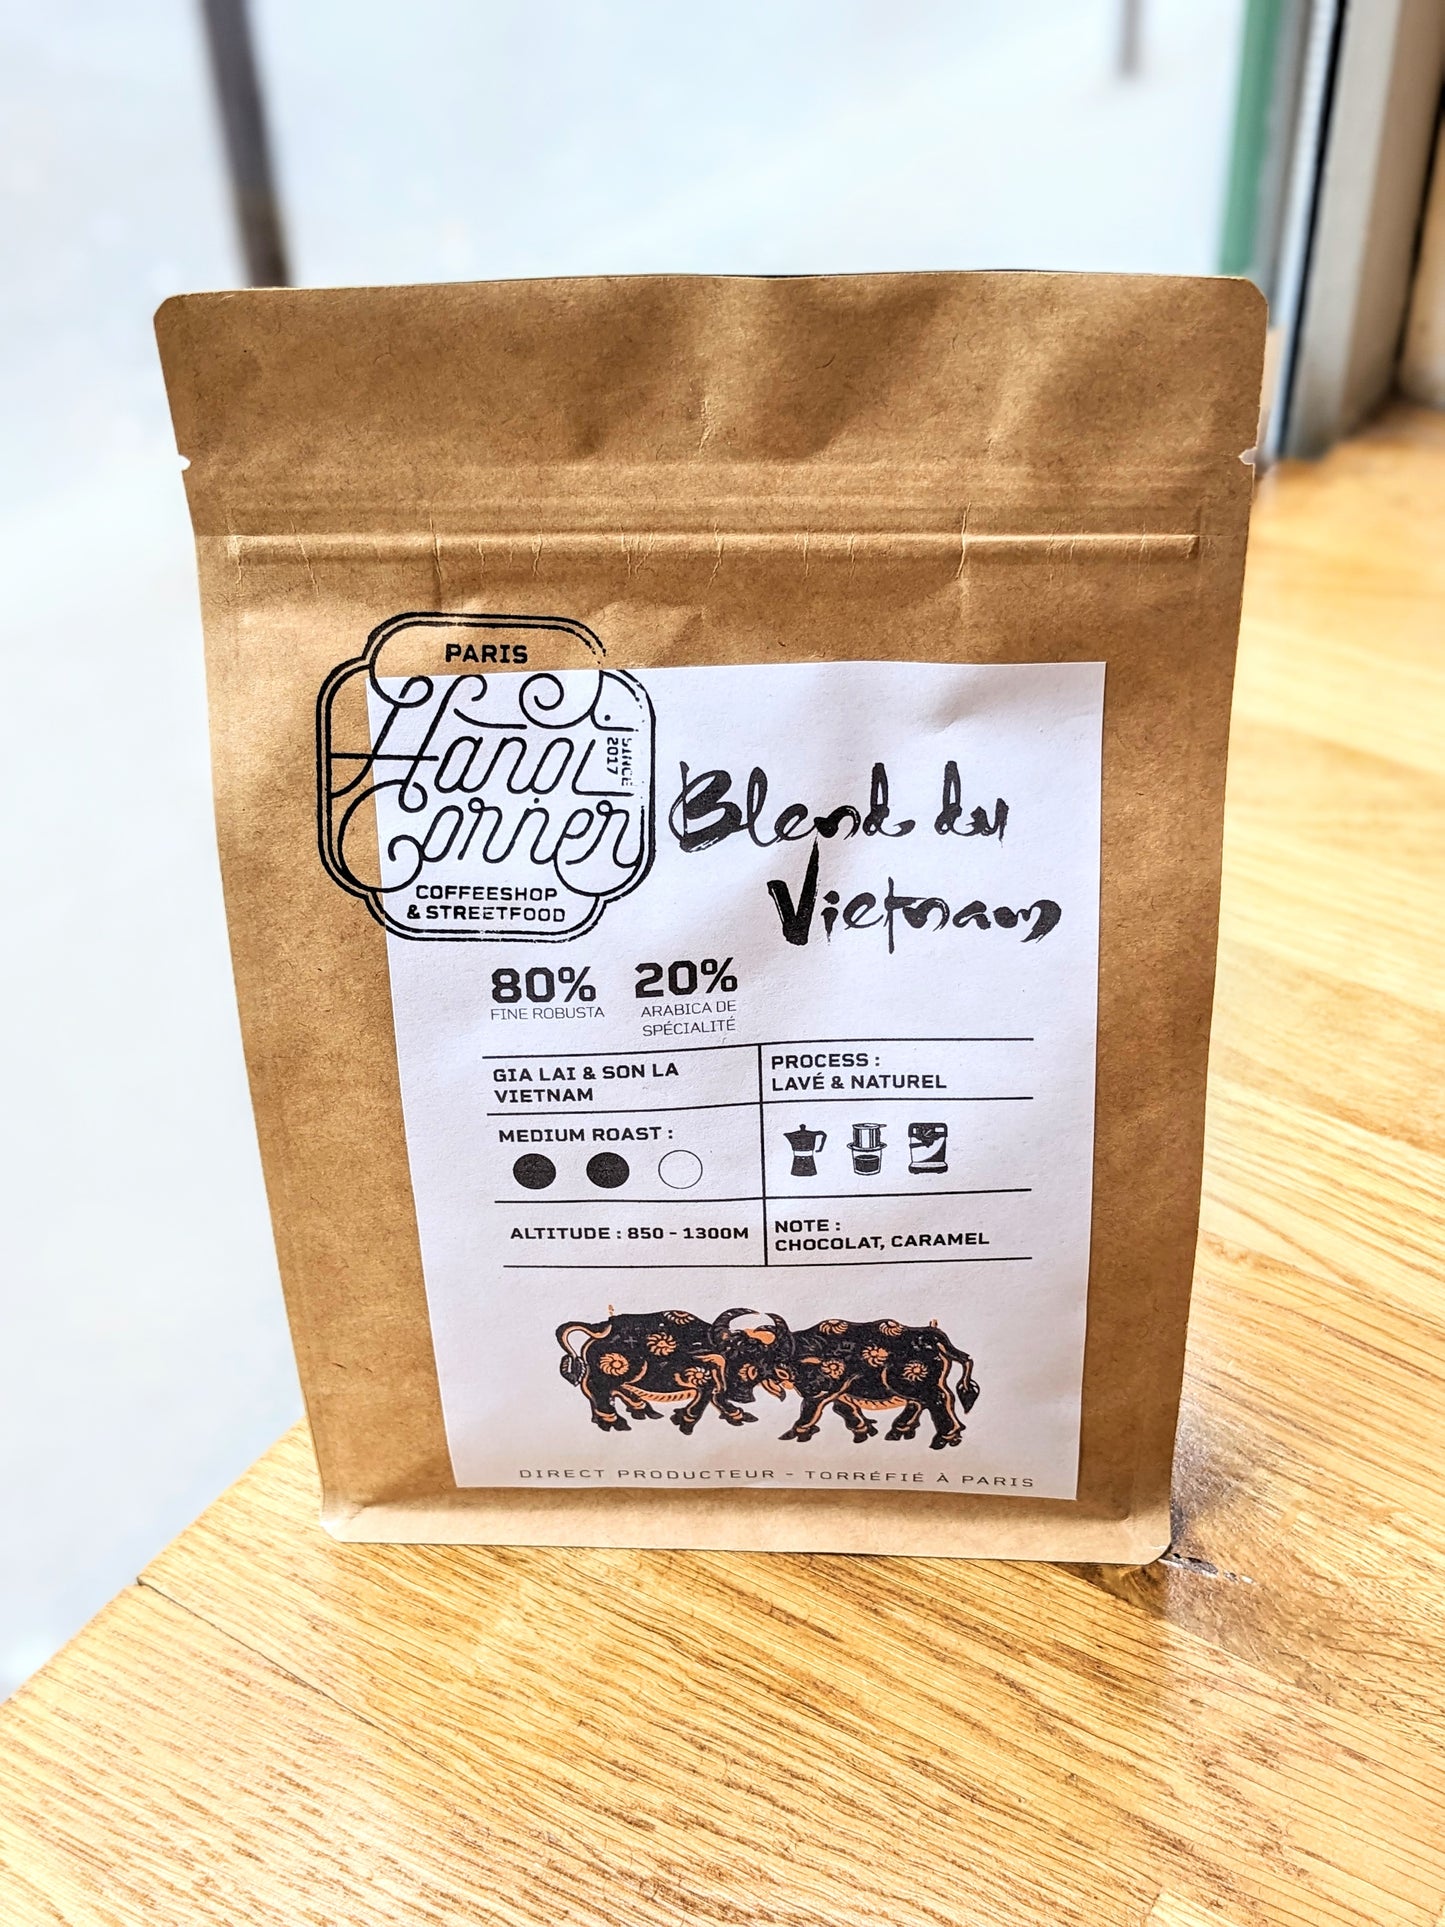 PARIS
Hanoi
Corner
SINCE
2017
COFFEESHOP
& STREETFOOD
Blend du
Vietnam
80%
FINE ROBUSTA
20%
ARABICA DE
SPÉCIALITÉ
GIA LAI & SON LA
VIETNAM
PROCESS :
LAVÉ & NATUREL
MEDIUM ROAST :
ALTITUDE : 850 - 1300M
NOTE :
CHOCOLAT, CARAMEL
DIRECT PRODUCTEUR - TORRÉFIÉ À PARIS